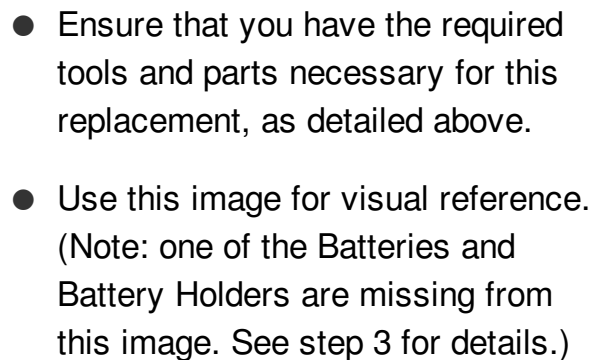 ● Ensure that you have the required
tools and parts necessary for this
replacement, as detailed above.
● Use this image for visual reference.
(Note: one of the Batteries and
Battery Holders are missing from
this image. See step 3 for details.)